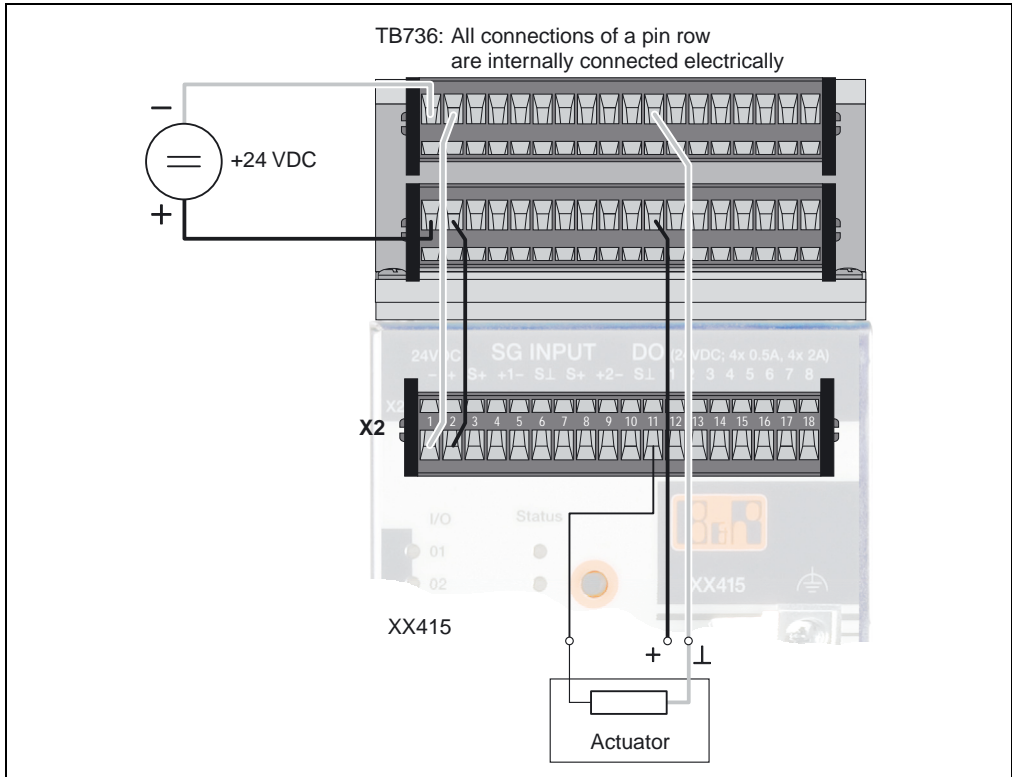 TB736: All connections of a pin row
are internally connected electrically
−
+24 VDC
+
24VDC SG INPUT DO (24VDC; 4x 0.5A, 4x 2A)
− + S+ +1− S⊥ S+ +2− S⊥ 1 2 3 4 5 6 7 8
X2
X2
1 2 3 4 5 6 7 8 9 10 11 12 13 14 15 16 17 18
I/O Status
01
02
B&R
XX415
XX415
+ ⊥
Actuator